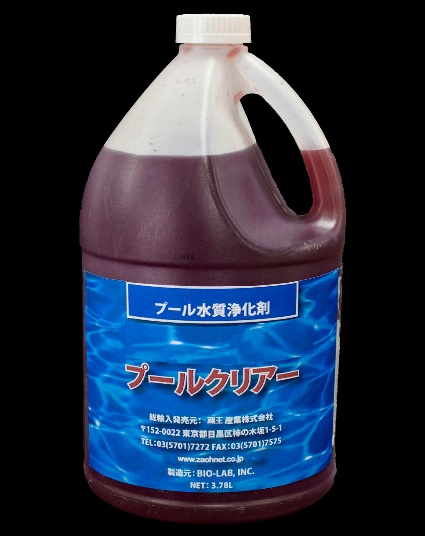 プール水質浄化剤
プールクリアー
総輸入発売元: 蔵王産業株式会社
〒152-0022 東京都目黒区柿の木坂1-5-1
TEL:03(5701)7272 FAX:03(5701)7575
www.zaohnet.co.jp
製造元: BIO-LAB, INC.
NET: 3.78L